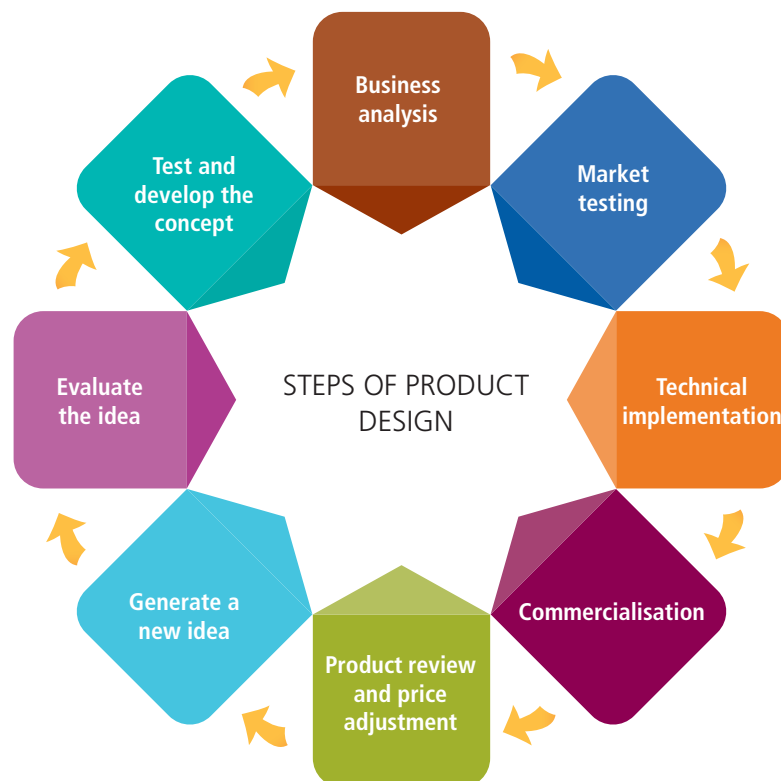 Business
analysis
Market
testing
Technical
implementation
Commercialisation
Product review
and price
adjustment
Generate a
new idea
Evaluate
the idea
Test and
develop the
concept
STEPS OF PRODUCT
DESIGN